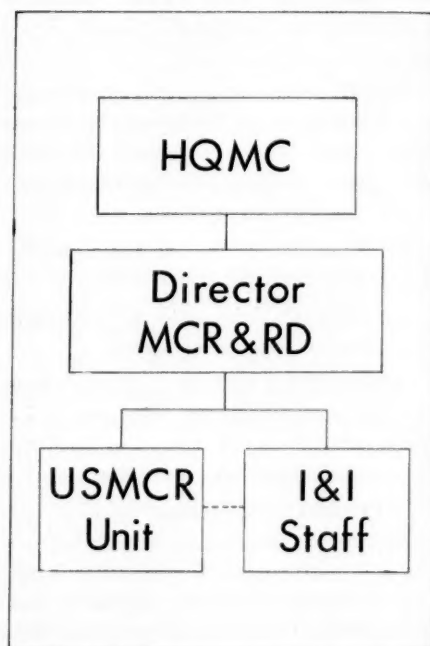 HQMC
Director
MCR & RD
USMCR
Unit
I&I
Staff